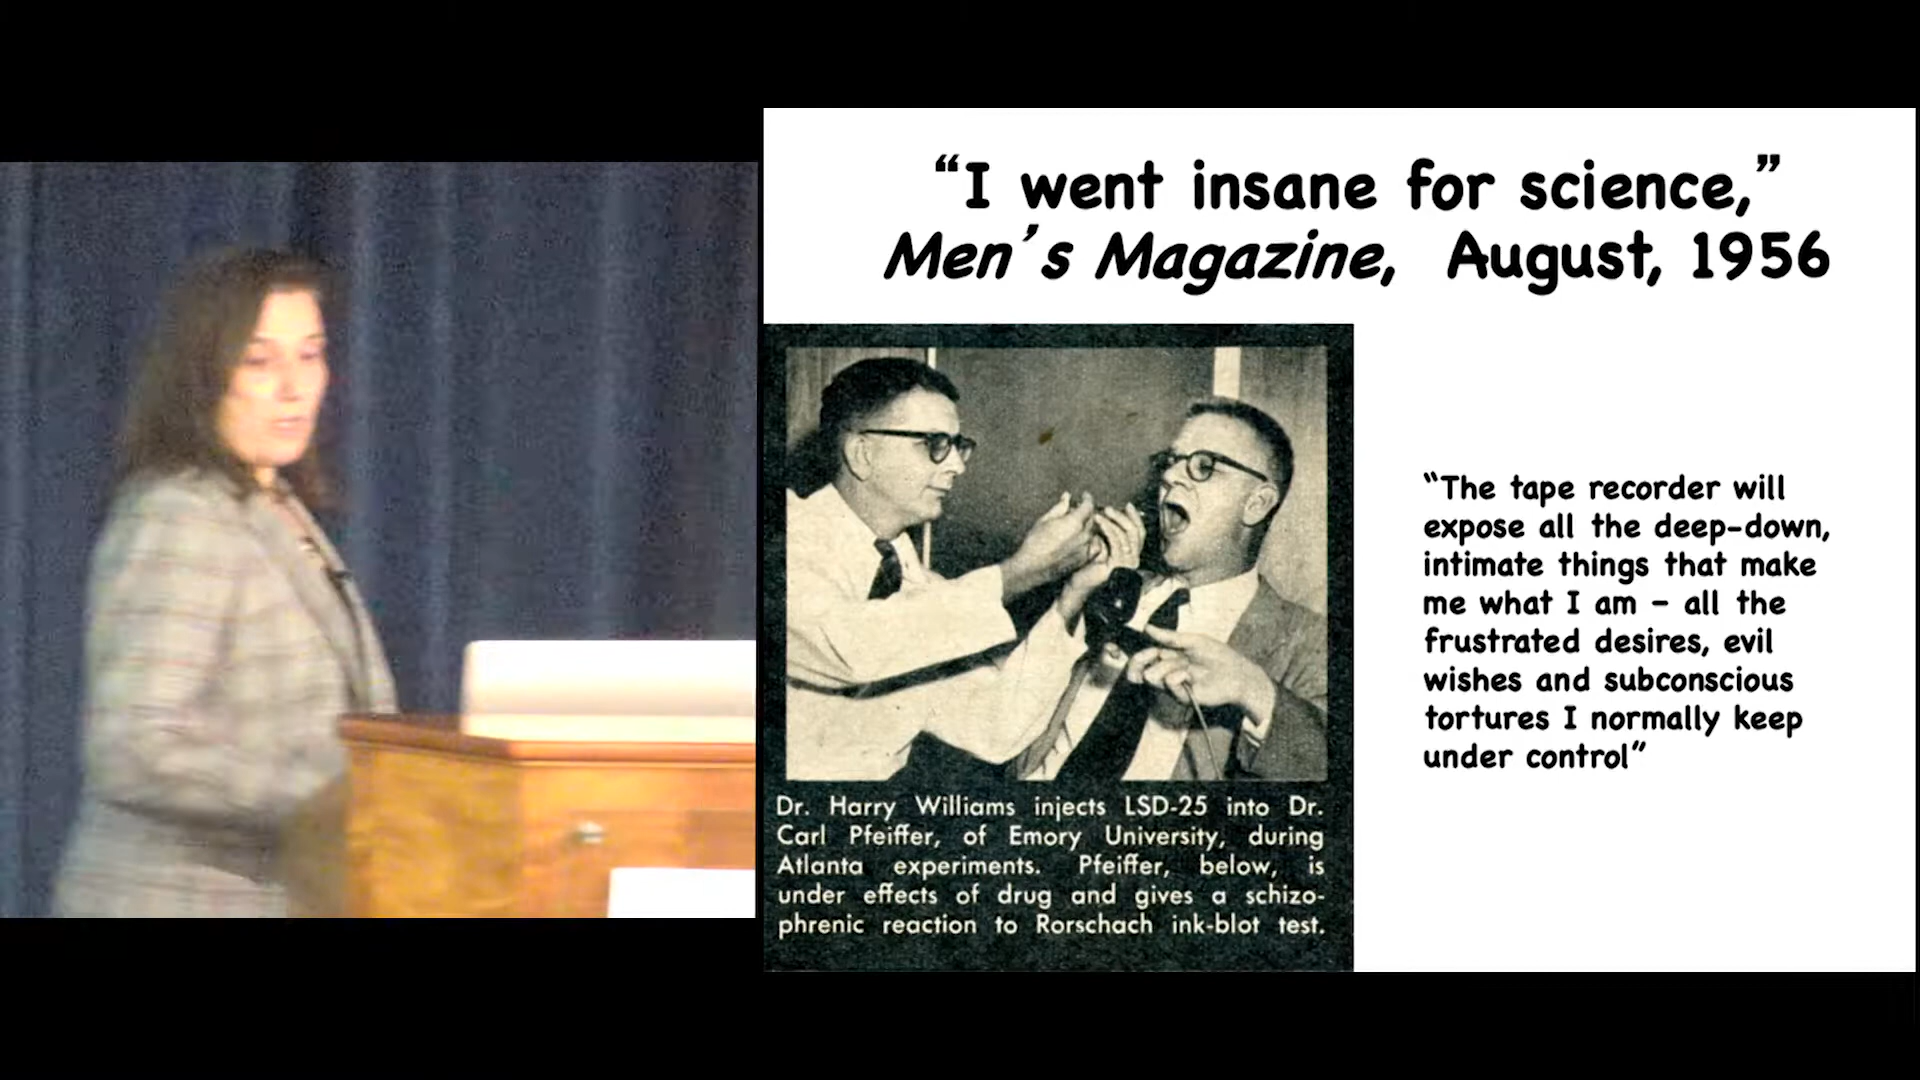 “I went insane for science,”
Men’s Magazine, August, 1956
“The tape recorder will
expose all the deep-down,
intimate things that make
me what I am – all the
frustrated desires, evil
wishes and subconscious
tortures I normally keep
under control”
Dr. Harry Williams injects LSD-25 into Dr.
Carl Pfeiffer, of Emory University, during
Atlanta experiments. Pfeiffer, below, is
under effects of drug and gives a schizo-
phrenic reaction to Rorschach ink-blot test.